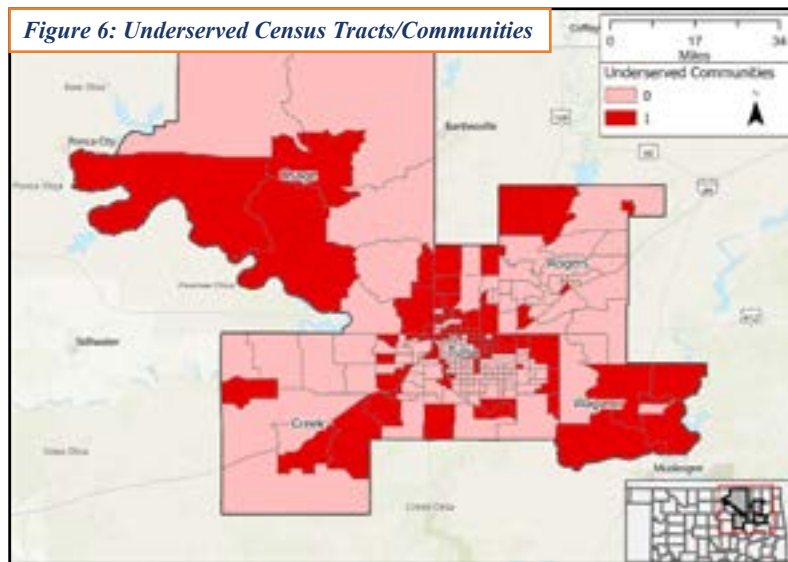 Figure 6: Underserved Census Tracts/Communities
0 17 34
Miles
Underserved Communities
0
1
N
Ponca City
Bartlesville
Osage
Rogers
Stillwater
Tulsa
Creek
Wagoner
Muskogee